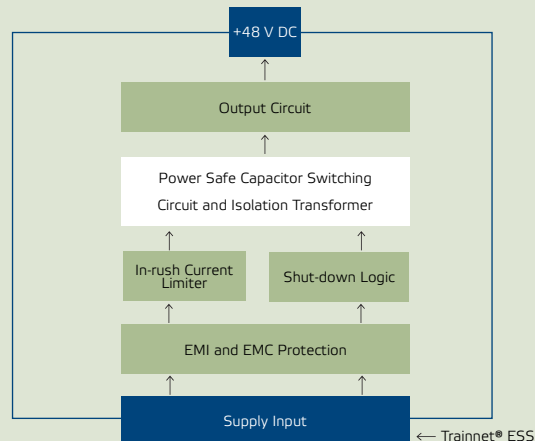 +48 V DC
Output Circuit
Power Safe Capacitor Switching
Circuit and Isolation Transformer
In-rush Current
Limiter
Shut-down Logic
EMI and EMC Protection
Supply Input
Trainnet® ESS